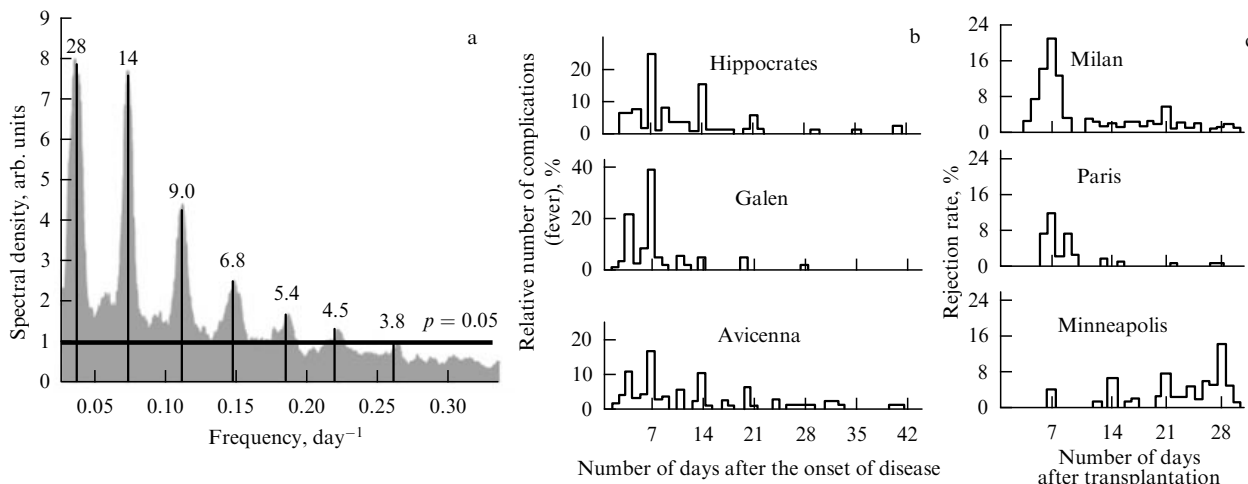 a
9
8
7
6
5
4
3
2
1
0
Spectral density, arb. units
28
14
9.0
6.8
5.4
4.5
3.8
p = 0.05
0.05 0.10 0.15 0.20 0.25 0.30
Frequency, day⁻¹
b
Relative number of complications
(fever), %
Hippocrates
20
0
Galen
40
20
0
Avicenna
20
10
0
7 14 21 28 35 42
Number of days after the onset of disease
Rejection rate, %
Milan
24
16
8
0
Paris
24
16
8
0
Minneapolis
24
16
8
0
7 14 21 28
Number of days
after transplantation